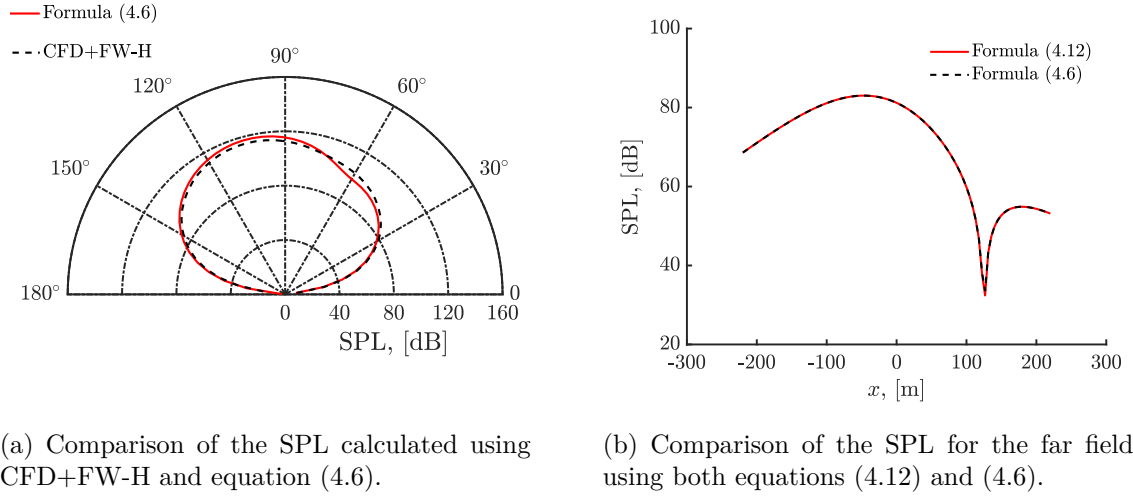 Formula (4.6)
CFD+FW-H
90°
120°
60°
150°
30°
180°
0
0 40 80 120 160
SPL, [dB]
100
80
60
40
20
SPL, [dB]
Formula (4.12)
Formula (4.6)
-300 -200 -100 0 100 200 300
x, [m]
(a) Comparison of the SPL calculated using
CFD+FW-H and equation (4.6).
(b) Comparison of the SPL for the far field
using both equations (4.12) and (4.6).